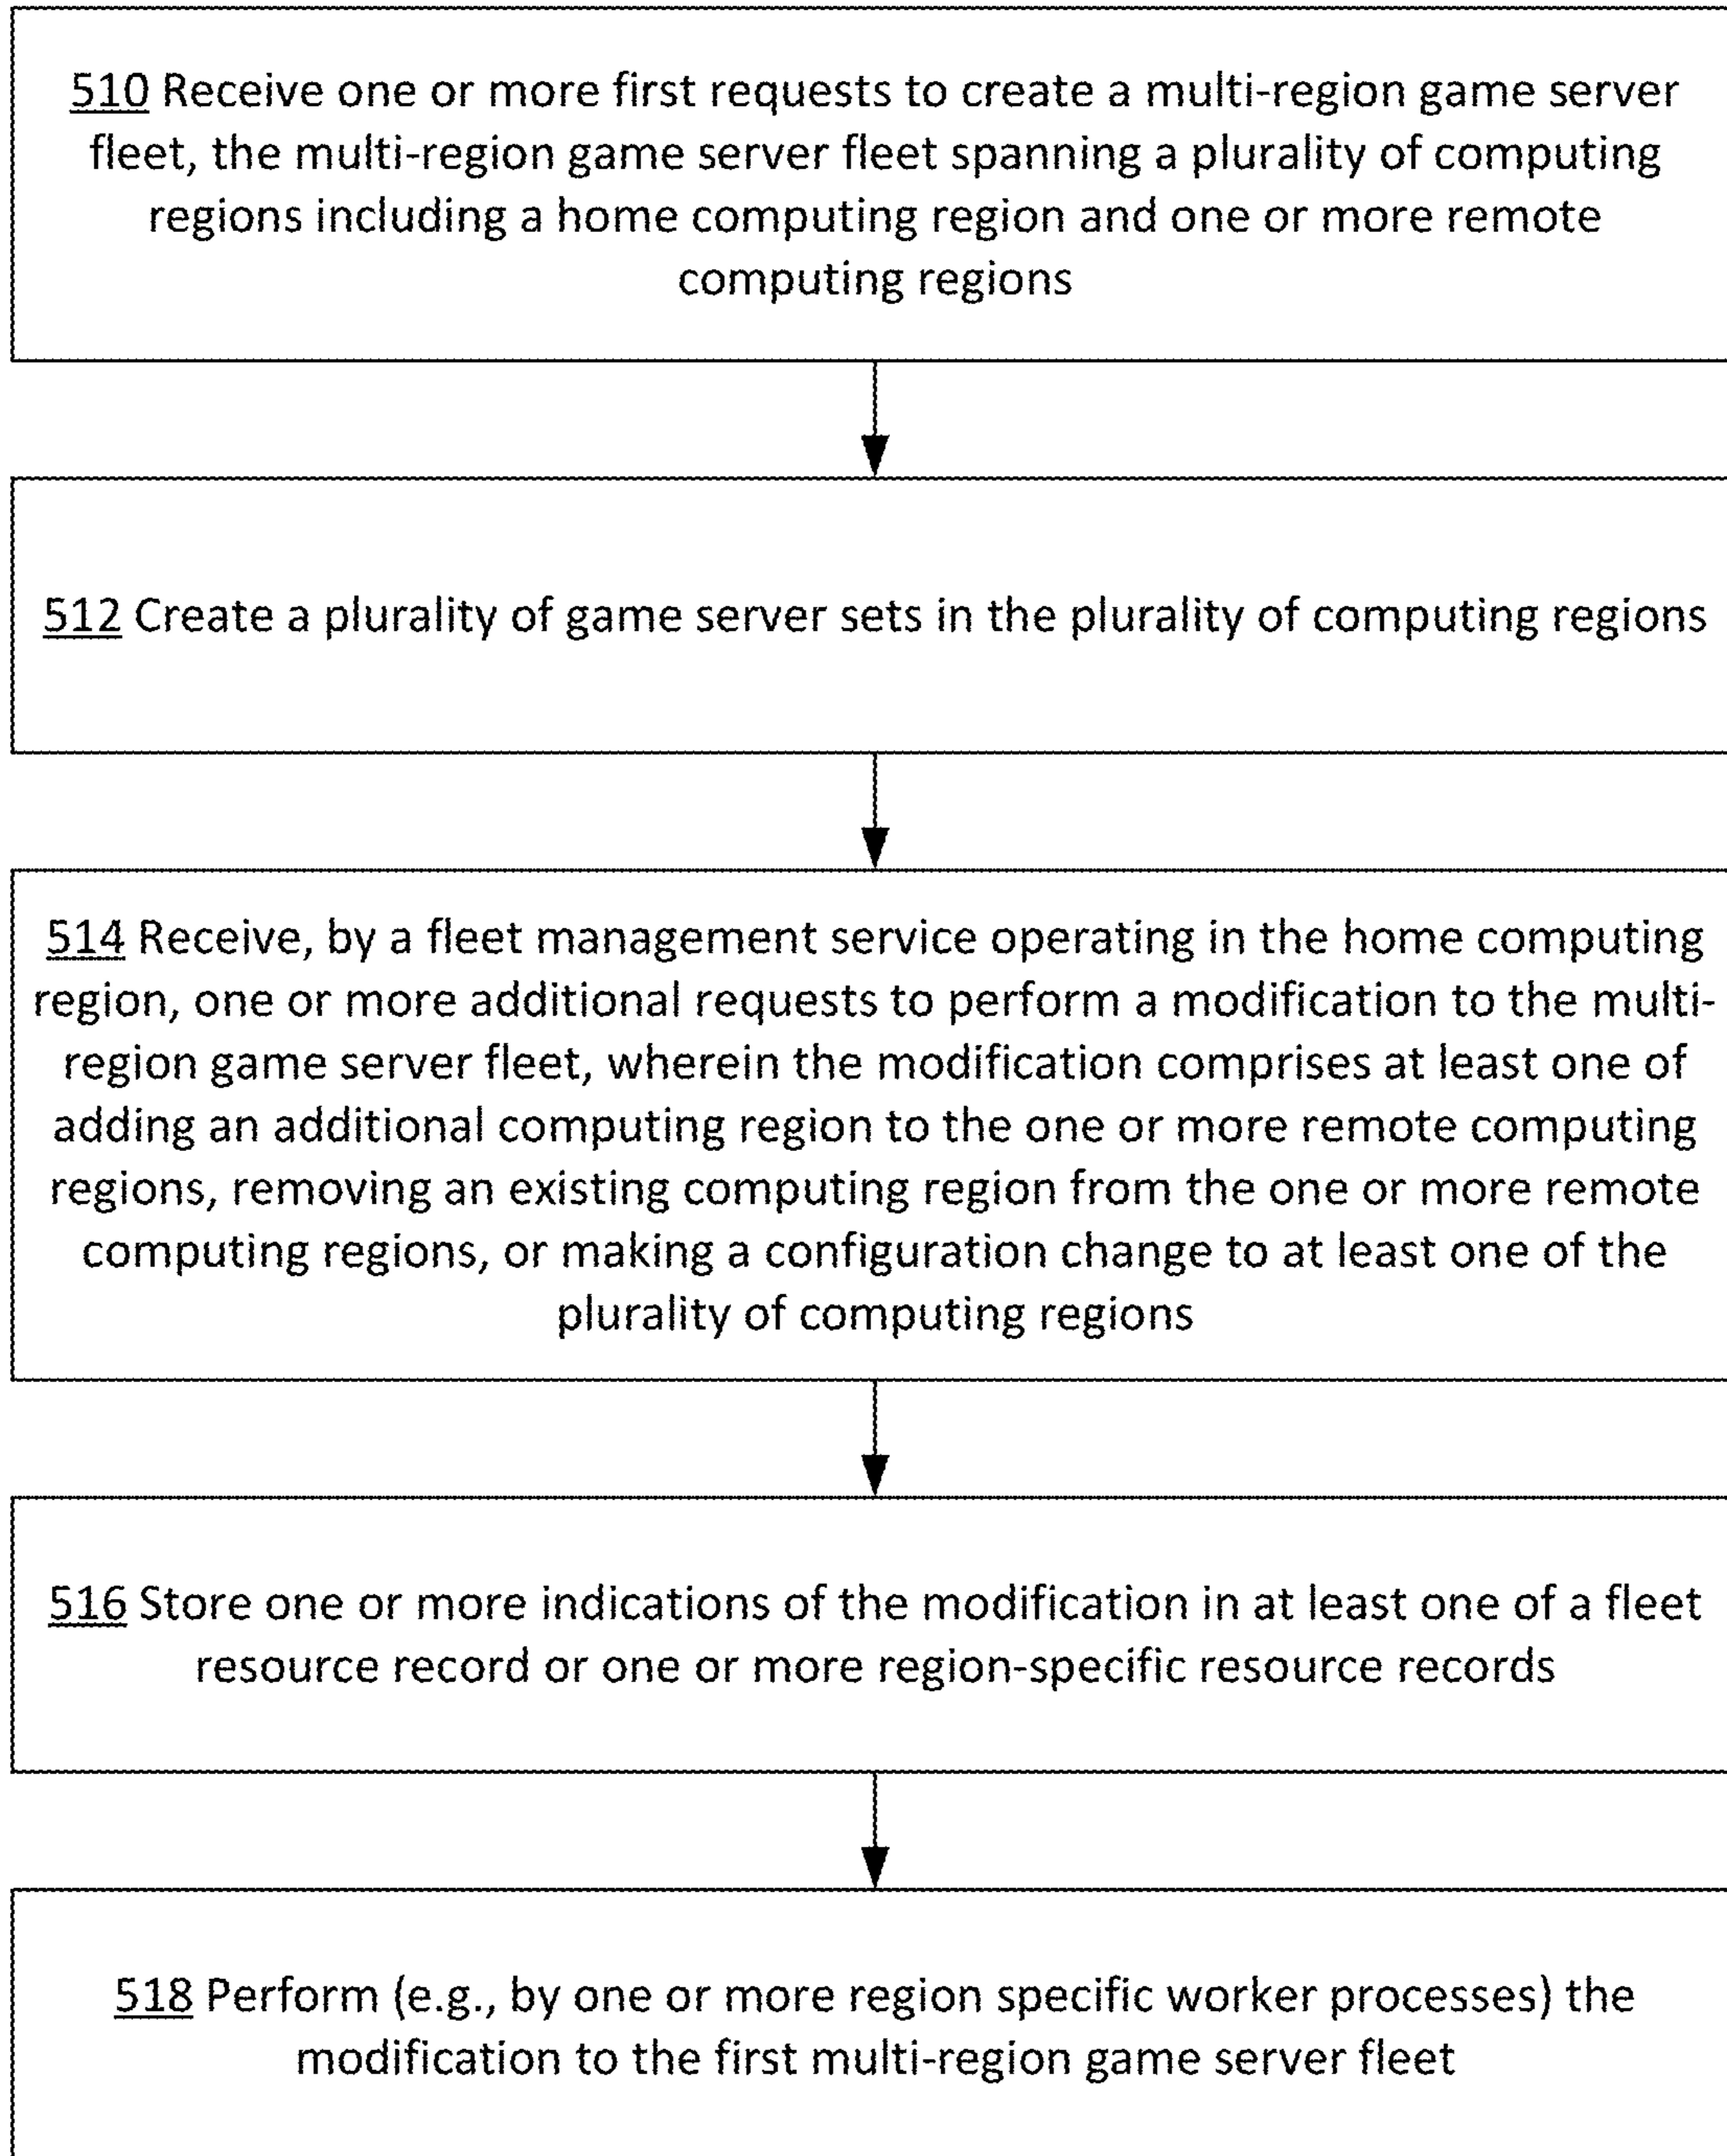 510 Receive one or more first requests to create a multi-region game server
fleet, the multi-region game server fleet spanning a plurality of computing
regions including a home computing region and one or more remote
computing regions
512 Create a plurality of game server sets in the plurality of computing regions
514 Receive, by a fleet management service operating in the home computing
region, one or more additional requests to perform a modification to the multi-
region game server fleet, wherein the modification comprises at least one of
adding an additional computing region to the one or more remote computing
regions, removing an existing computing region from the one or more remote
computing regions, or making a configuration change to at least one of the
plurality of computing regions
516 Store one or more indications of the modification in at least one of a fleet
resource record or one or more region-specific resource records
518 Perform (e.g., by one or more region specific worker processes) the
modification to the first multi-region game server fleet